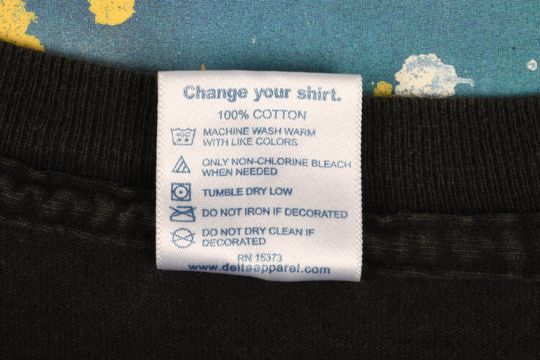 Change your shirt.
100% COTTON
MACHINE WASH WARM
WITH LIKE COLORS
ONLY NON-CHLORINE BLEACH
WHEN NEEDED
TUMBLE DRY LOW
DO NOT IRON IF DECORATED
DO NOT DRY CLEAN IF
DECORATED
RN 15373
www.deltaapparel.com